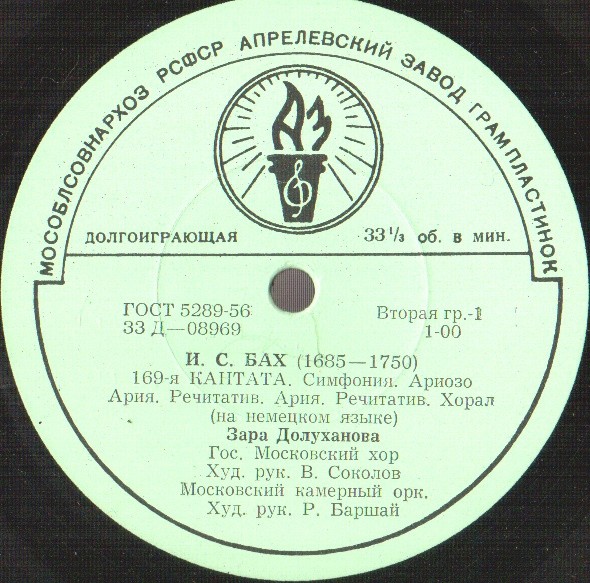 МОСОБЛСОВНАРХОЗ РСФСР АПРЕЛЕВСКИЙ ЗАВОД ГРАМПЛАСТИНОК
АЗ
ДОЛГОИГРАЮЩАЯ 33⅓ об. в мин.
ГОСТ 5289-56 Вторая гр.-1
33 Д—08969 1-00
И. С. БАХ (1685—1750)
169-я КАНТАТА. Симфония. Ариозо
Ария. Речитатив. Ария. Речитатив. Хорал
(на немецком языке)
Зара Долуханова
Гос. Московский хор
Худ. рук. В. Соколов
Московский камерный орк.
Худ. рук. Р. Баршай